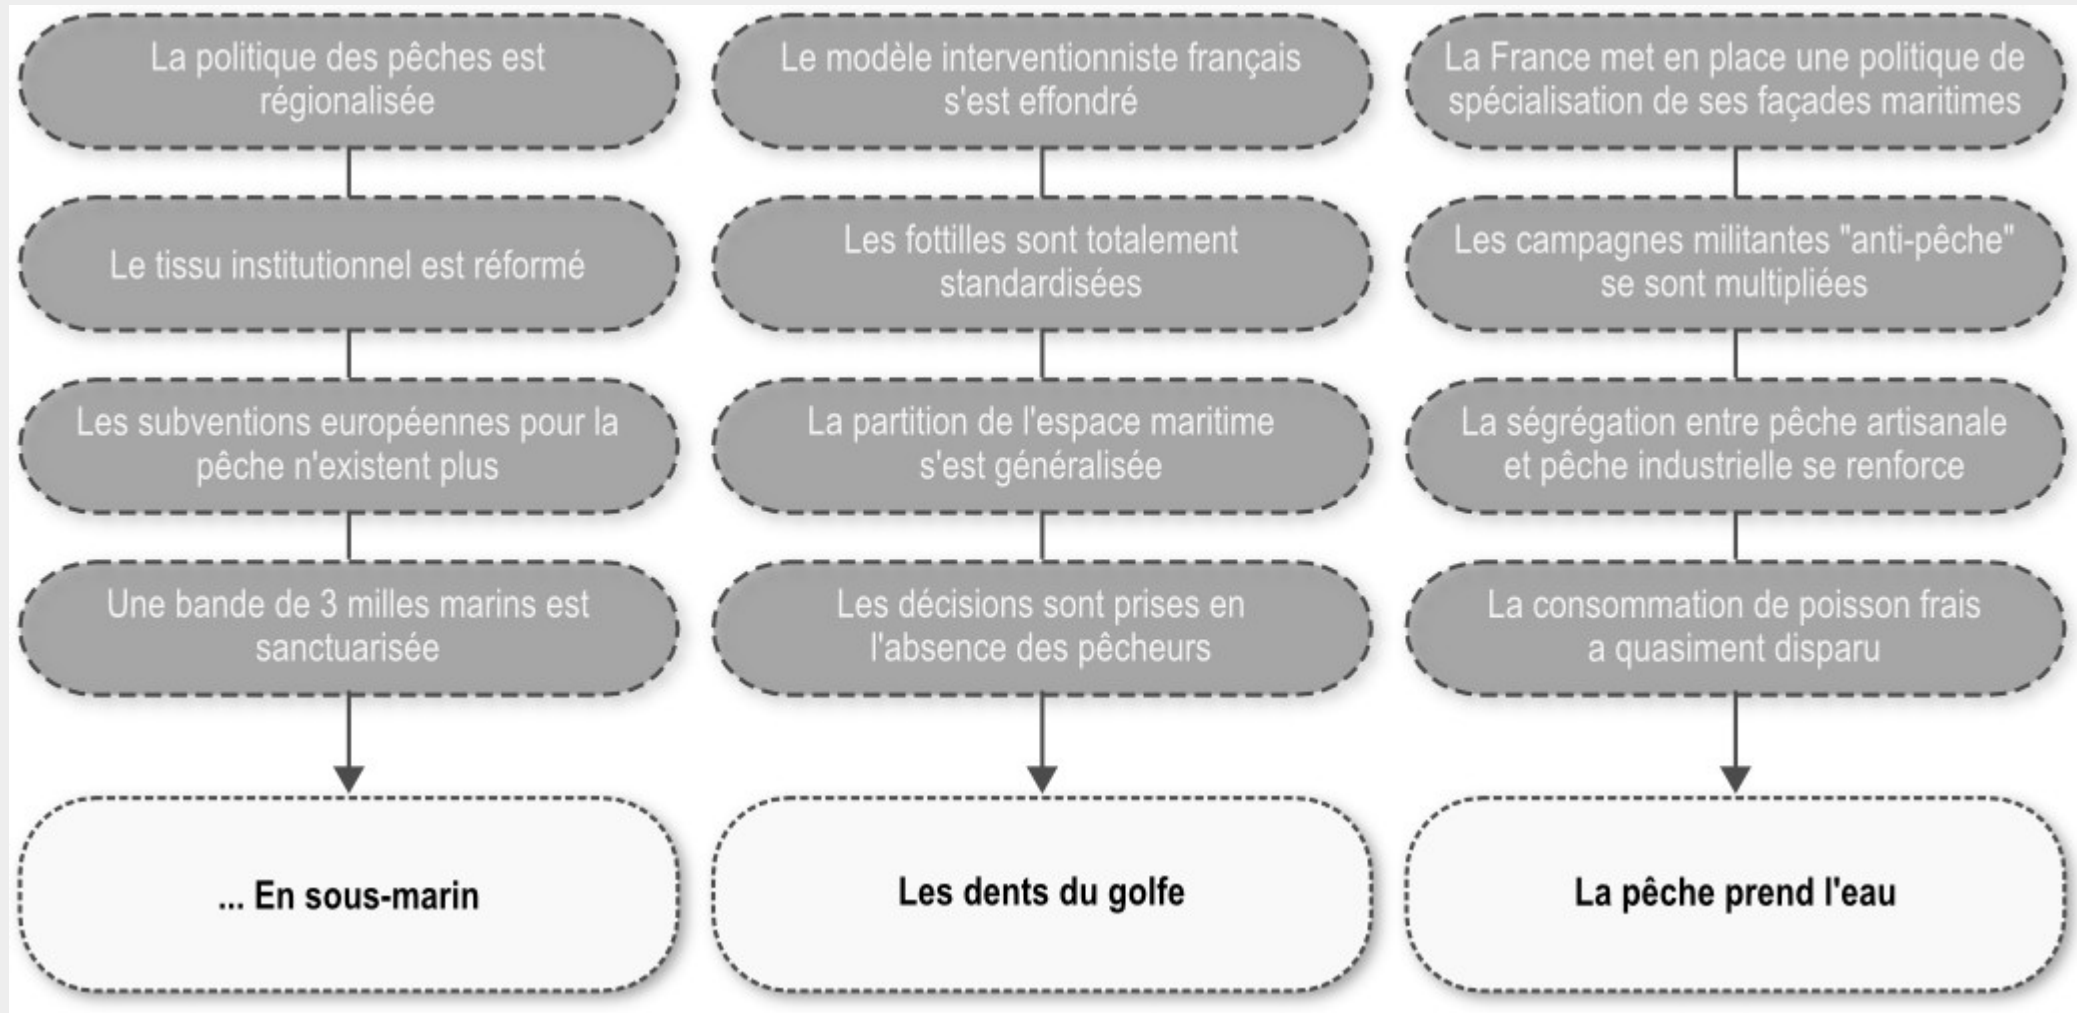 La politique des pêches est
régionalisée
Le tissu institutionnel est réformé
Les subventions européennes pour la
pêche n'existent plus
Une bande de 3 milles marins est
sanctuarisée
... En sous-marin
Le modèle interventionniste français
s'est effondré
Les fottilles sont totalement
standardisées
La partition de l'espace maritime
s'est généralisée
Les décisions sont prises en
l'absence des pêcheurs
Les dents du golfe
La France met en place une politique de
spécialisation de ses façades maritimes
Les campagnes militantes "anti-pêche"
se sont multipliées
La ségrégation entre pêche artisanale
et pêche industrielle se renforce
La consommation de poisson frais
a quasiment disparu
La pêche prend l'eau